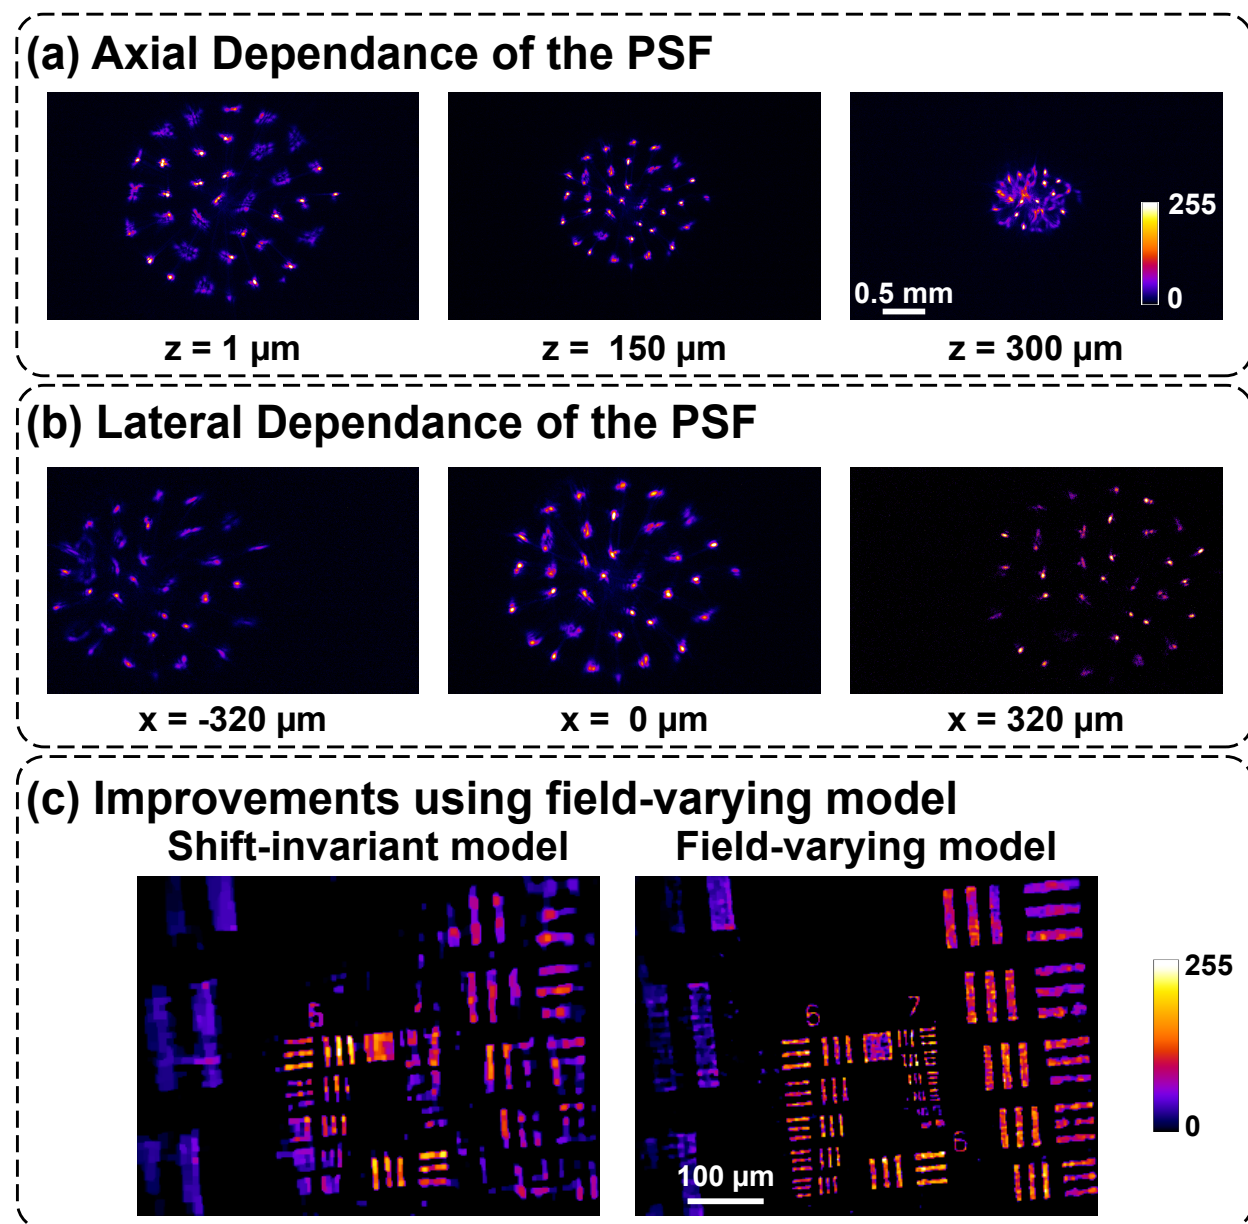 (a) Axial Dependance of the PSF
255
0
0.5 mm
z = 1 µm
z =  150 µm
z = 300 µm
(b) Lateral Dependance of the PSF
x = -320 µm
x =  0 µm
x = 320 µm
(c) Improvements using field-varying model
Shift-invariant model
Field-varying model
6
7
6
100 µm
255
0